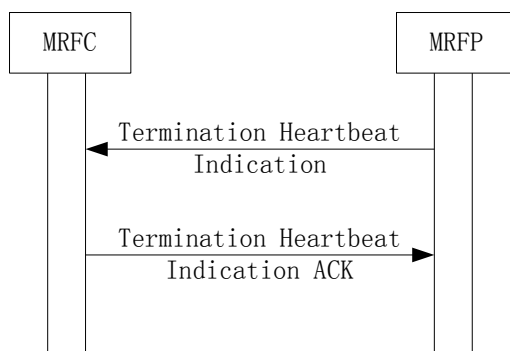 MRFC
MRFP
Termination Heartbeat
Indication
Termination Heartbeat
Indication ACK